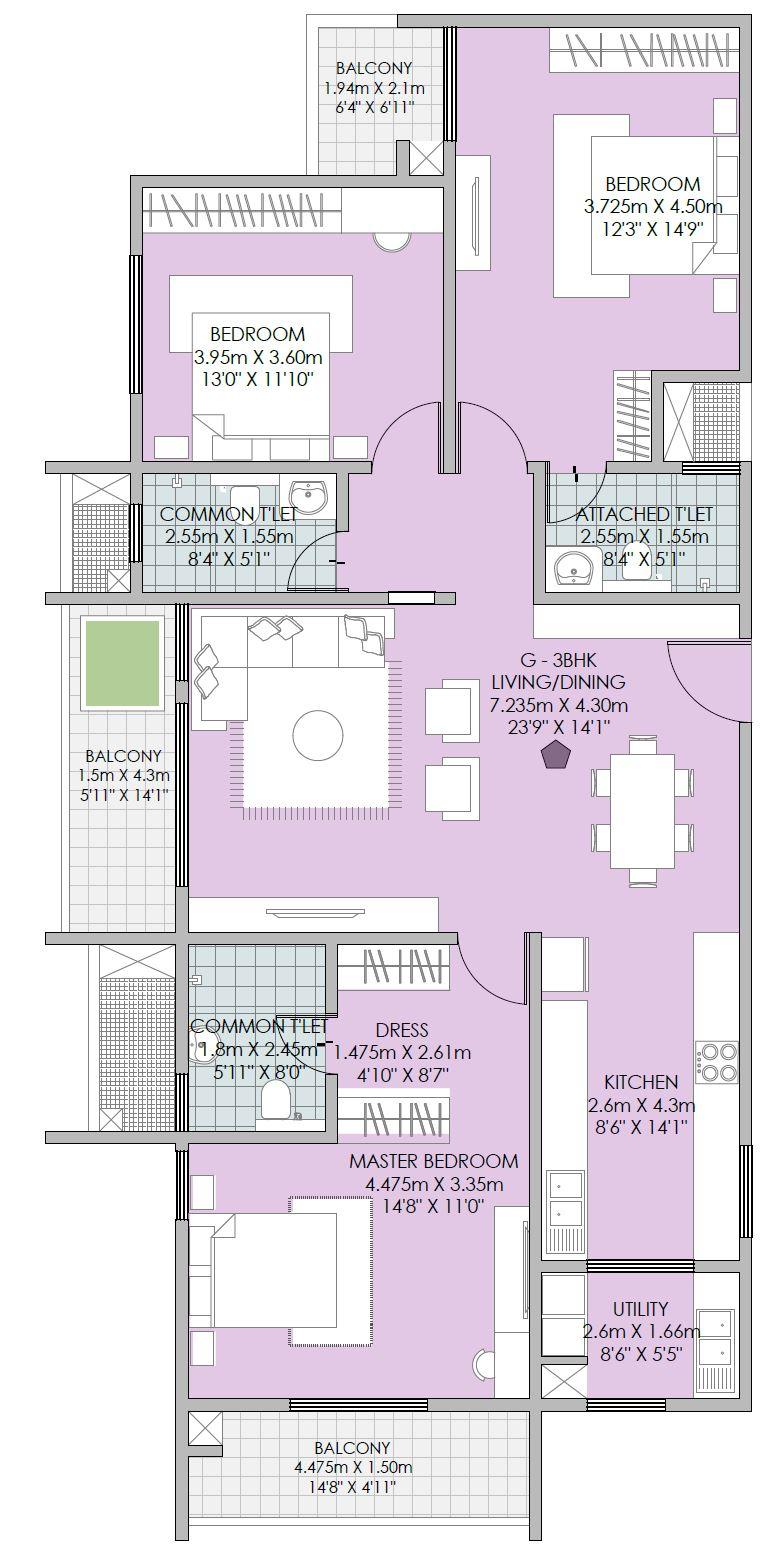 BALCONY
1.94m X 2.1m
6'4" X 6'11"
BEDROOM
3.725m X 4.50m
12'3" X 14'9"
BEDROOM
3.95m X 3.60m
13'0" X 11'10"
COMMON T'LET
2.55m X 1.55m
8'4" X 5'1"
ATTACHED T'LET
2.55m X 1.55m
8'4" X 5'1"
G - 3BHK
LIVING/DINING
7.235m X 4.30m
23'9" X 14'1"
BALCONY
1.5m X 4.3m
5'11" X 14'1"
COMMON T'LET
1.8m X 2.45m
5'11" X 8'0"
DRESS
1.475m X 2.61m
4'10" X 8'7"
KITCHEN
2.6m X 4.3m
8'6" X 14'1"
MASTER BEDROOM
4.475m X 3.35m
14'8" X 11'0"
UTILITY
2.6m X 1.66m
8'6" X 5'5"
BALCONY
4.475m X 1.50m
14'8" X 4'11"